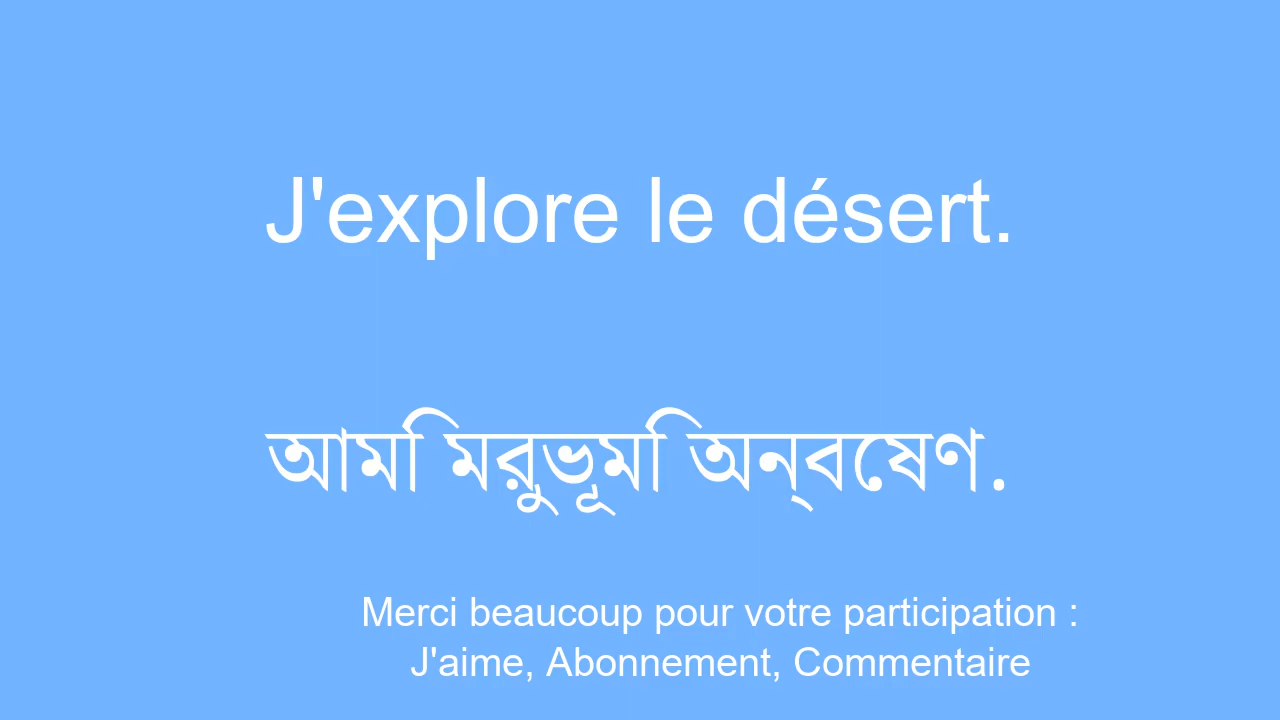 J'explore le désert.
আমি মরুভূমি অন্বেষণ.
Merci beaucoup pour votre participation :
J'aime, Abonnement, Commentaire